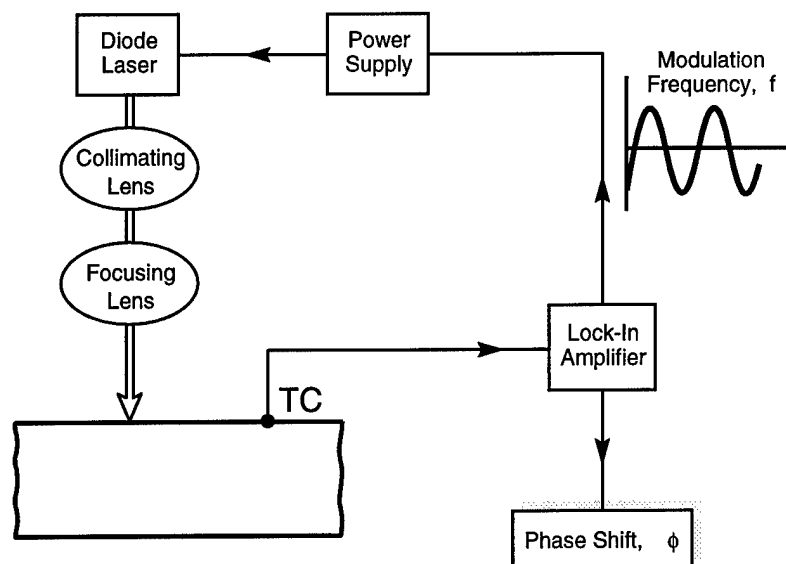 Diode
Laser
Power
Supply
Modulation
Frequency, f
Collimating
Lens
Focusing
Lens
Lock-In
Amplifier
TC
Phase Shift, ϕ